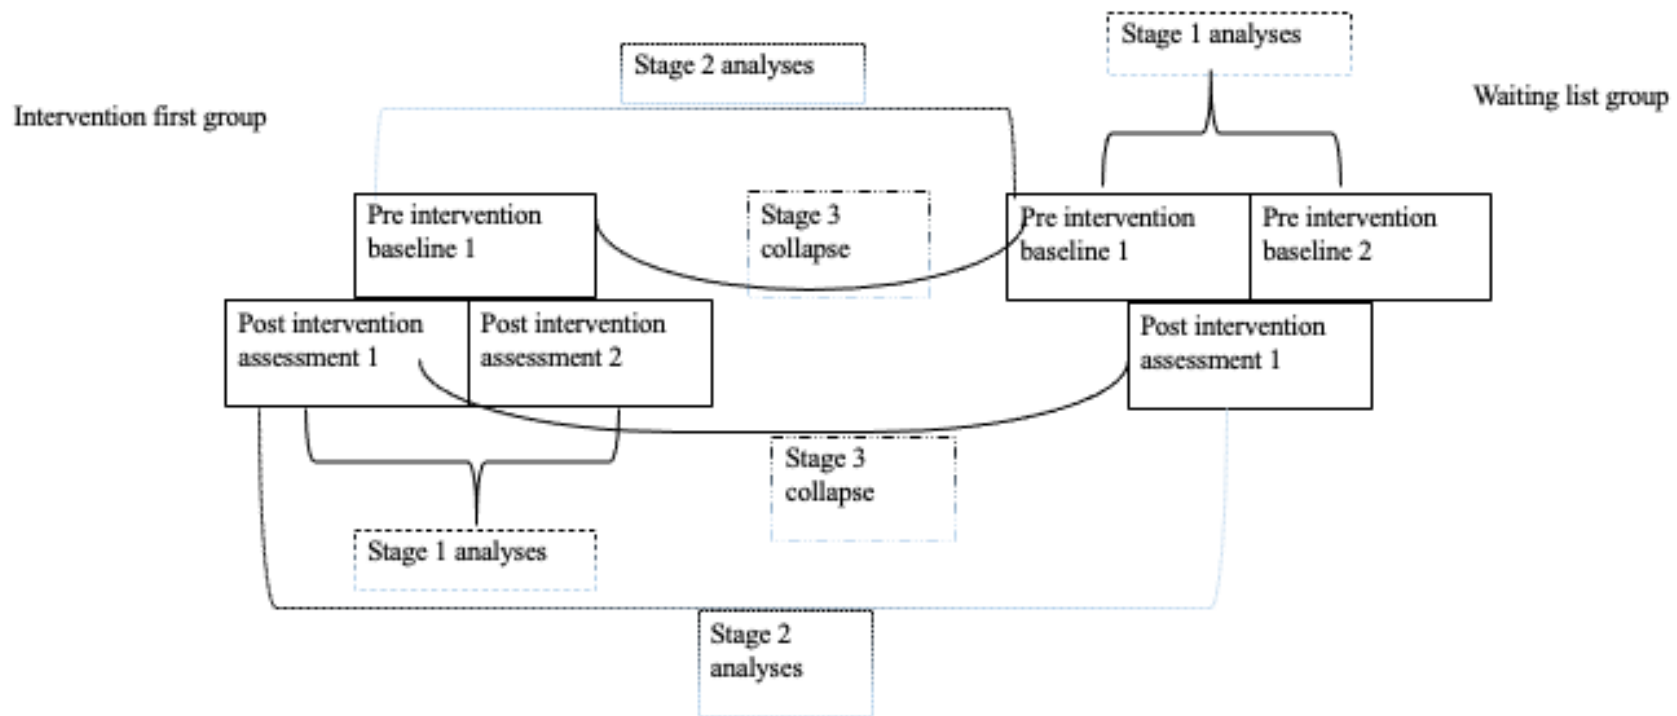 Stage 1 analyses
Stage 2 analyses
Intervention first group
Waiting list group
Pre intervention
baseline 1
Stage 3
collapse
Pre intervention
baseline 1
Pre intervention
baseline 2
Post intervention
assessment 1
Post intervention
assessment 2
Post intervention
assessment 1
Stage 3
collapse
Stage 1 analyses
Stage 2
analyses